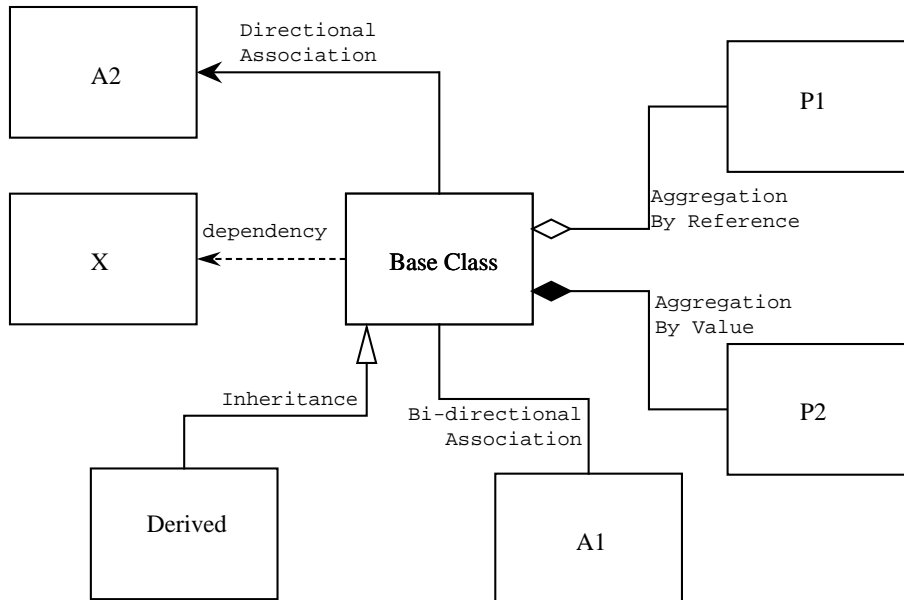 Directional
Association
A2
P1
Aggregation
By Reference
dependency
X
Base Class
Aggregation
By Value
Inheritance
Bi-directional
Association
P2
Derived
A1